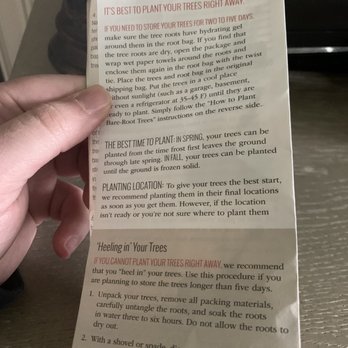 IT'S BEST TO PLANT YOUR TREES RIGHT AWAY.
IF YOU NEED TO STORE YOUR TREES FOR TWO TO FIVE DAYS,
make sure the tree roots have hydrating gel
around them in the root bag. If you find that
the tree roots are dry, open the package and
wrap wet paper towels around the roots and
enclose them again in the root bag with the twist
tie. Place the trees and root bag in the original
shipping bag. Put the trees in a cool place
without sunlight (such as a garage, basement,
or even a refrigerator at 35-45 F) until they are
ready to plant. Simply follow the "How to Plant
Bare-Root Trees" instructions on the reverse side.
THE BEST TIME TO PLANT: IN SPRING, your trees can be
planted from the time frost first leaves the ground
through late spring. IN FALL, your trees can be planted
until the ground is frozen solid.
PLANTING LOCATION: To give your trees the best start,
we recommend planting them in their final locations
as soon as you get them. However, if the location
isn't ready or you're not sure where to plant them
'Heeling in' Your Trees
IF YOU CANNOT PLANT YOUR TREES RIGHT AWAY, we recommend
that you "heel in" your trees. Use this procedure if you
are planning to store the trees longer than five days.
1. Unpack your trees, remove all packing materials,
carefully untangle the roots, and soak the roots
in water three to six hours. Do not allow the roots to
dry out.
2. With a shovel or spade,